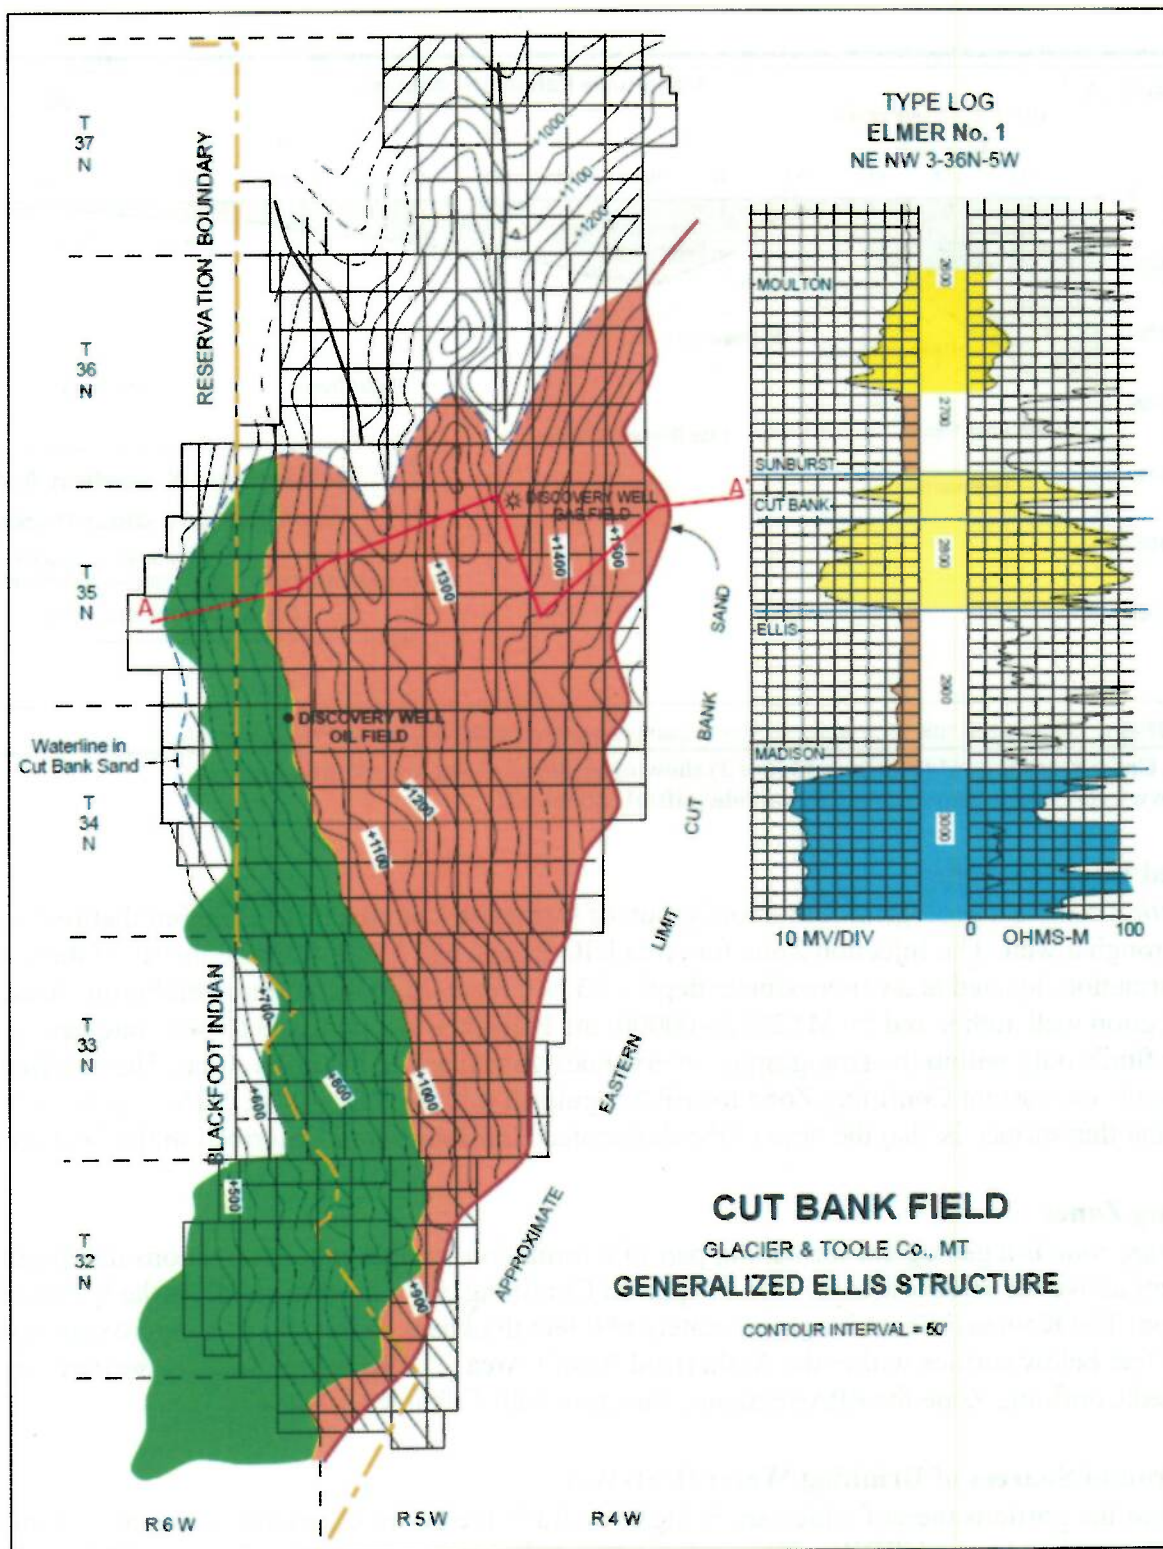 T
37
N
T
36
N
T
35
N
T
34
N
T
33
N
T
32
N
RESERVATION BOUNDARY
BLACKFOOT INDIAN
+1000
+1100
+1200
A
A'
DISCOVERY WELL
GAS FIELD
+1300
+1400
+1500
DISCOVERY WELL
OIL FIELD
Waterline in
Cut Bank Sand
+1200
+1100
+700
+800
+1000
+600
+500
+900
APPROXIMATE EASTERN LIMIT CUT BANK SAND
R 6 W
R 5 W
R 4 W
TYPE LOG
ELMER No. 1
NE NW 3-36N-5W
MOULTON
SUNBURST
CUT BANK
ELLIS
MADISON
2600
2700
2800
2900
3000
10 MV/DIV
0 OHMS-M 100
CUT BANK FIELD
GLACIER & TOOLE Co., MT
GENERALIZED ELLIS STRUCTURE
CONTOUR INTERVAL = 50'